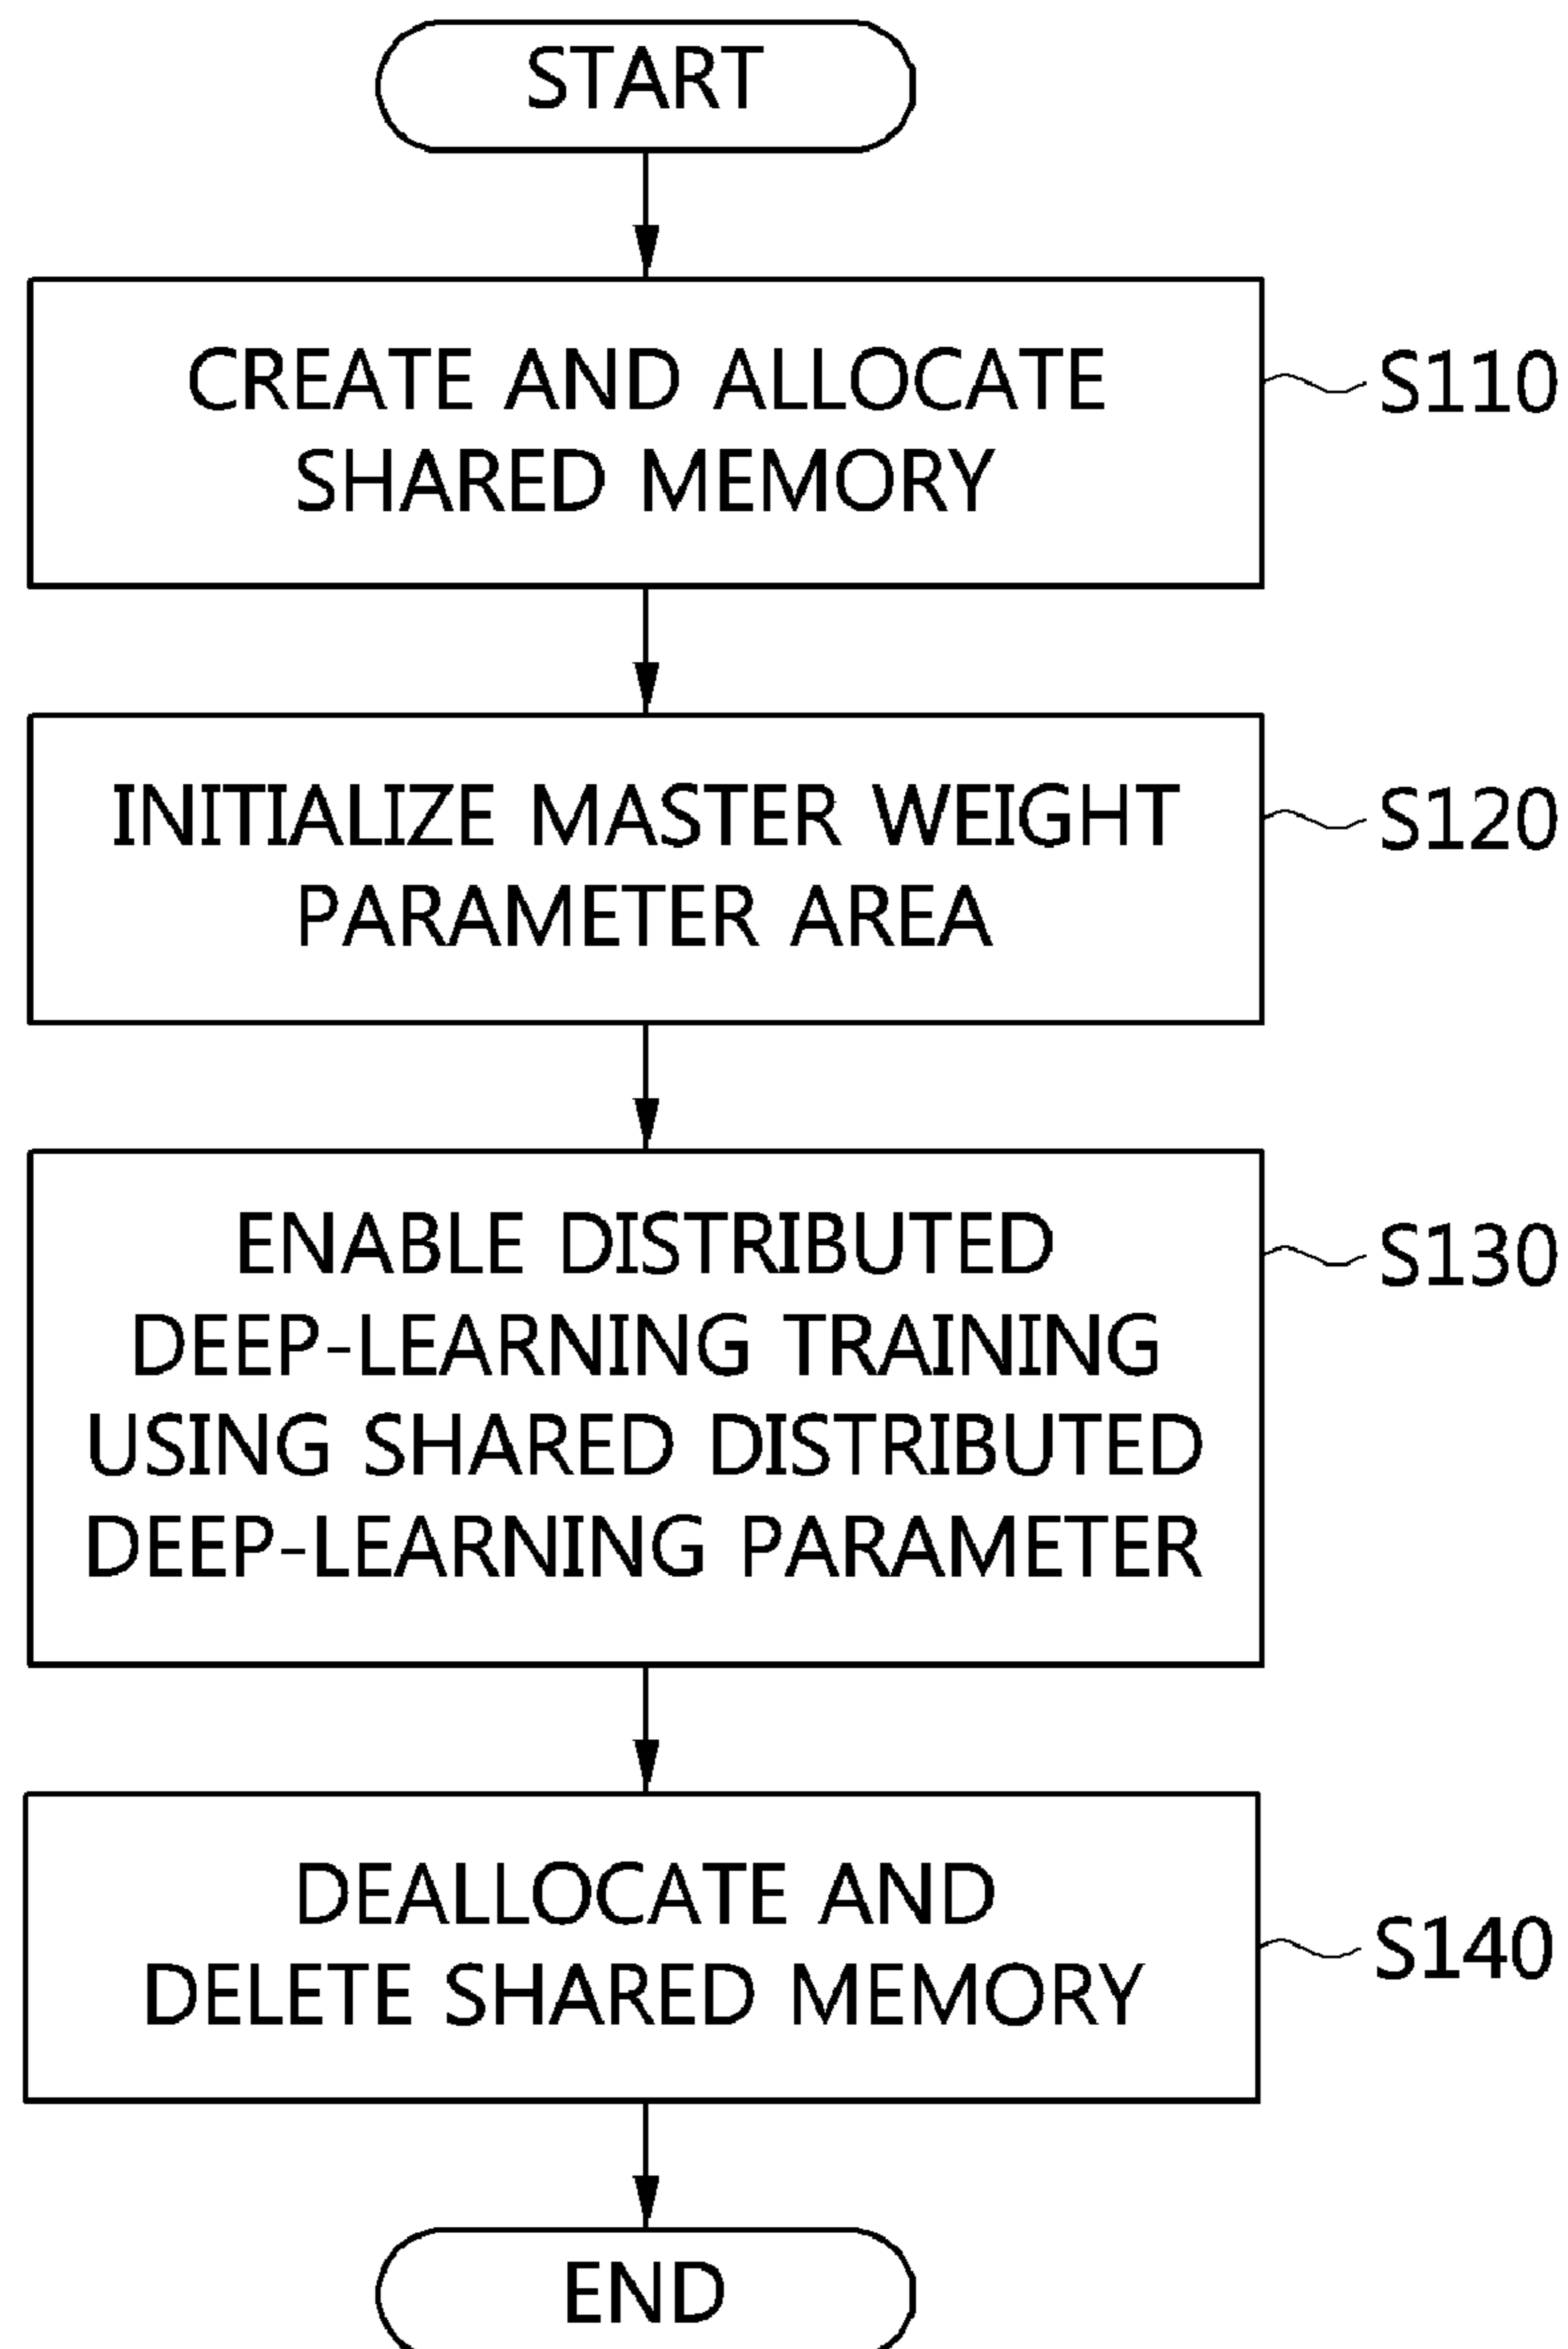 START
CREATE AND ALLOCATE
SHARED MEMORY
S110
INITIALIZE MASTER WEIGHT
PARAMETER AREA
S120
ENABLE DISTRIBUTED
DEEP-LEARNING TRAINING
USING SHARED DISTRIBUTED
DEEP-LEARNING PARAMETER
S130
DEALLOCATE AND
DELETE SHARED MEMORY
S140
END